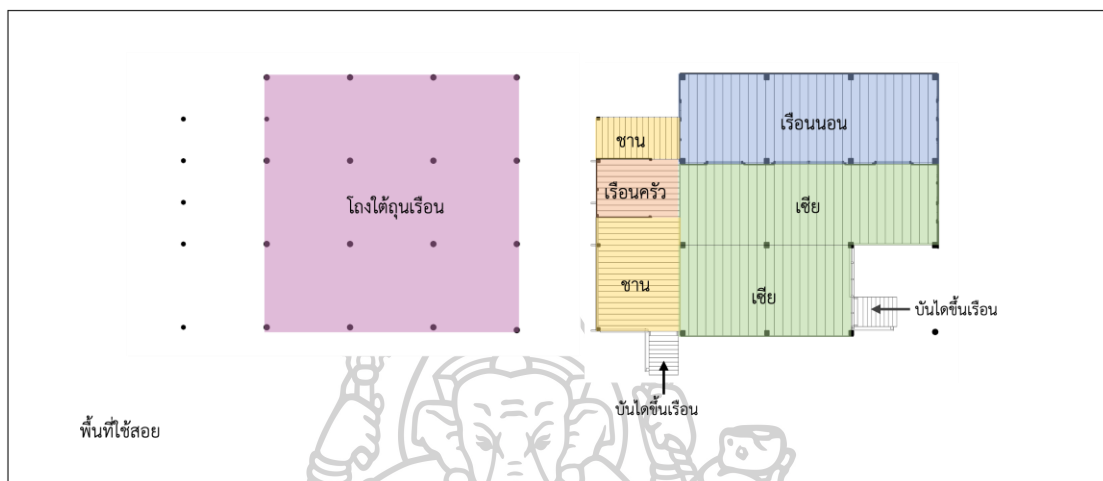 เรือนนอน
ชาน
เรือนครัว
เซีย
โถงใต้ถุนเรือน
ชาน
เซีย
บันไดขึ้นเรือน
บันไดขึ้นเรือน
พื้นที่ใช้สอย